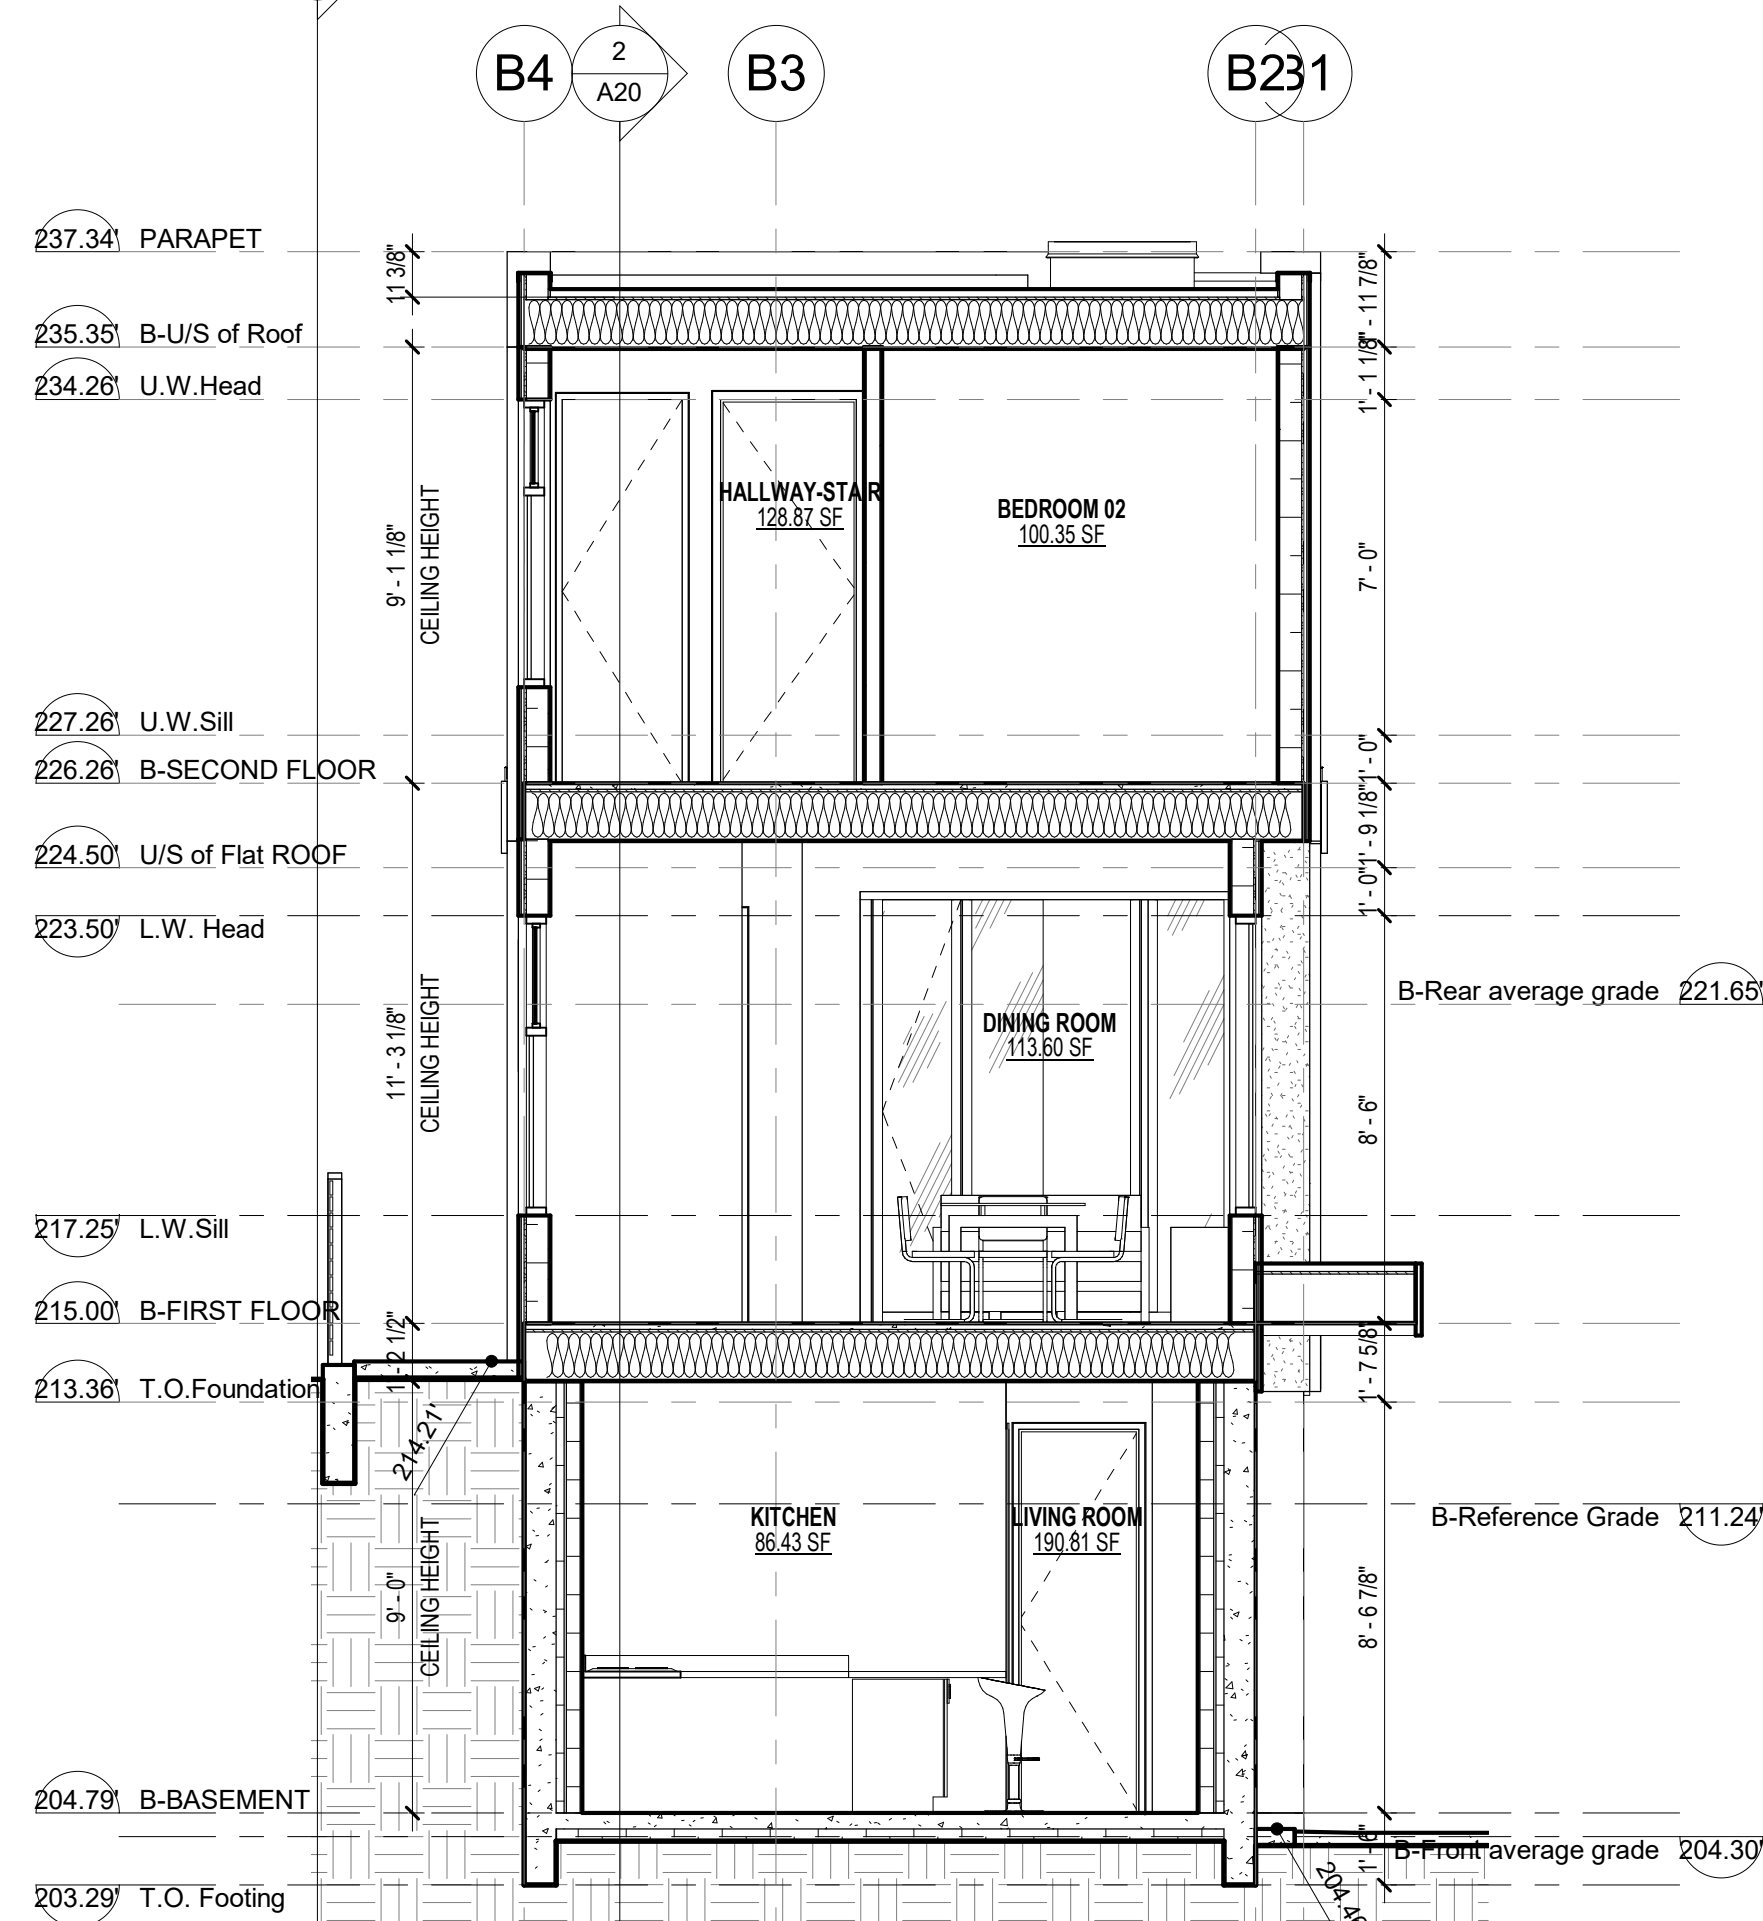 B4
2
A20
B3
B2
B1
237.34' PARAPET
11 3/8"
1' - 11 7/8"
235.35' B-U/S of Roof
1' - 1 1/8"
234.26' U.W.Head
HALLWAY-STAIR
128.87 SF
BEDROOM 02
100.35 SF
9' - 1 1/8"
CEILING HEIGHT
7' - 0"
227.26' U.W.Sill
1' - 0"
226.26' B-SECOND FLOOR
1' - 9 1/8"
224.50' U/S of Flat ROOF
1' - 0"
223.50' L.W. Head
B-Rear average grade 221.65'
DINING ROOM
113.60 SF
11' - 3 1/8"
CEILING HEIGHT
8' - 6"
217.25' L.W.Sill
215.00' B-FIRST FLOOR
1' - 2 1/2"
1' - 7 5/8"
213.36' T.O.Foundation
214.21'
KITCHEN
86.43 SF
LIVING ROOM
190.81 SF
B-Reference Grade 211.24'
9' - 0"
CEILING HEIGHT
8' - 6 7/8"
204.79' B-BASEMENT
1' - 6"
B-Front average grade 204.30'
203.29' T.O. Footing